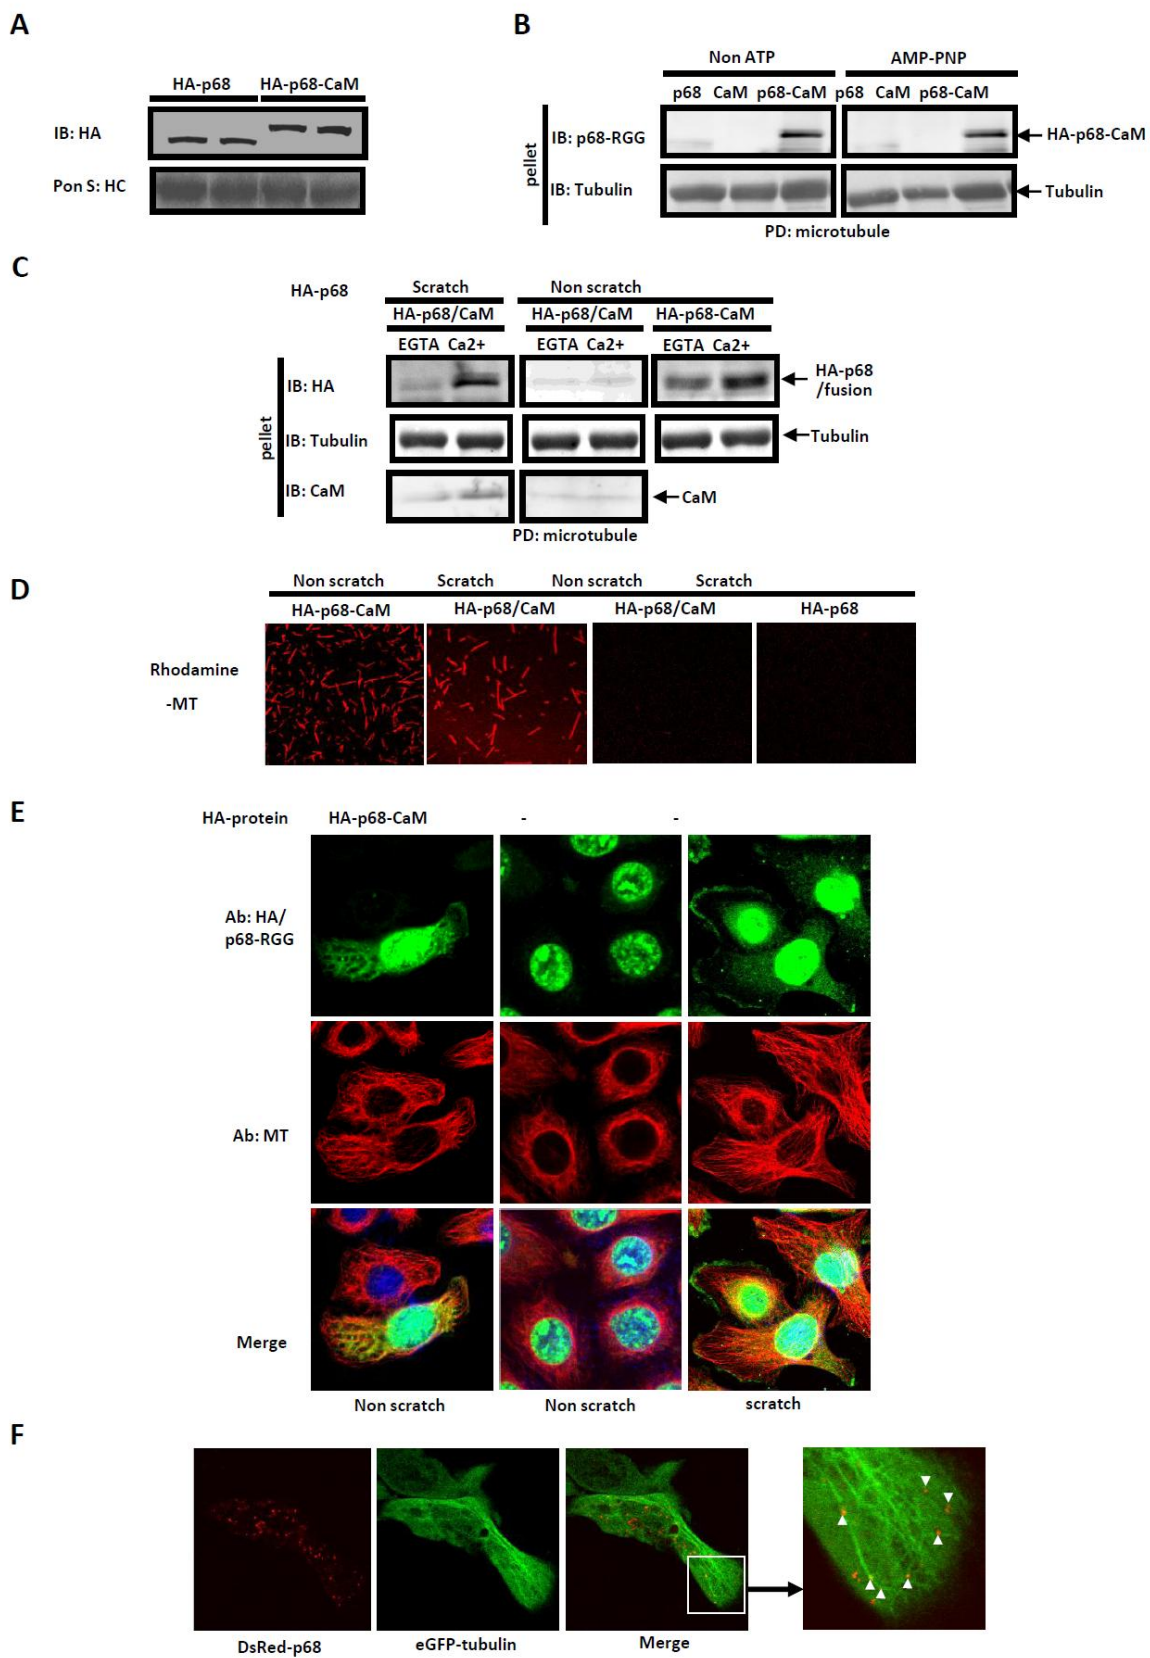 A
HA-p68 HA-p68-CaM
IB: HA
Pon S: HC
B
Non ATP AMP-PNP
p68 CaM p68-CaM p68 CaM p68-CaM
pellet
IB: p68-RGG
HA-p68-CaM
IB: Tubulin
Tubulin
PD: microtubule
C
HA-p68
Scratch Non scratch
HA-p68/CaM HA-p68/CaM HA-p68-CaM
EGTA Ca2+ EGTA Ca2+ EGTA Ca2+
pellet
IB: HA
HA-p68
/fusion
IB: Tubulin
Tubulin
IB: CaM
CaM
PD: microtubule
D
Non scratch Scratch Non scratch Scratch
HA-p68-CaM HA-p68/CaM HA-p68/CaM HA-p68
Rhodamine
-MT
E
HA-protein HA-p68-CaM - -
Ab: HA/
p68-RGG
Ab: MT
Merge
Non scratch Non scratch scratch
F
DsRed-p68 eGFP-tubulin Merge